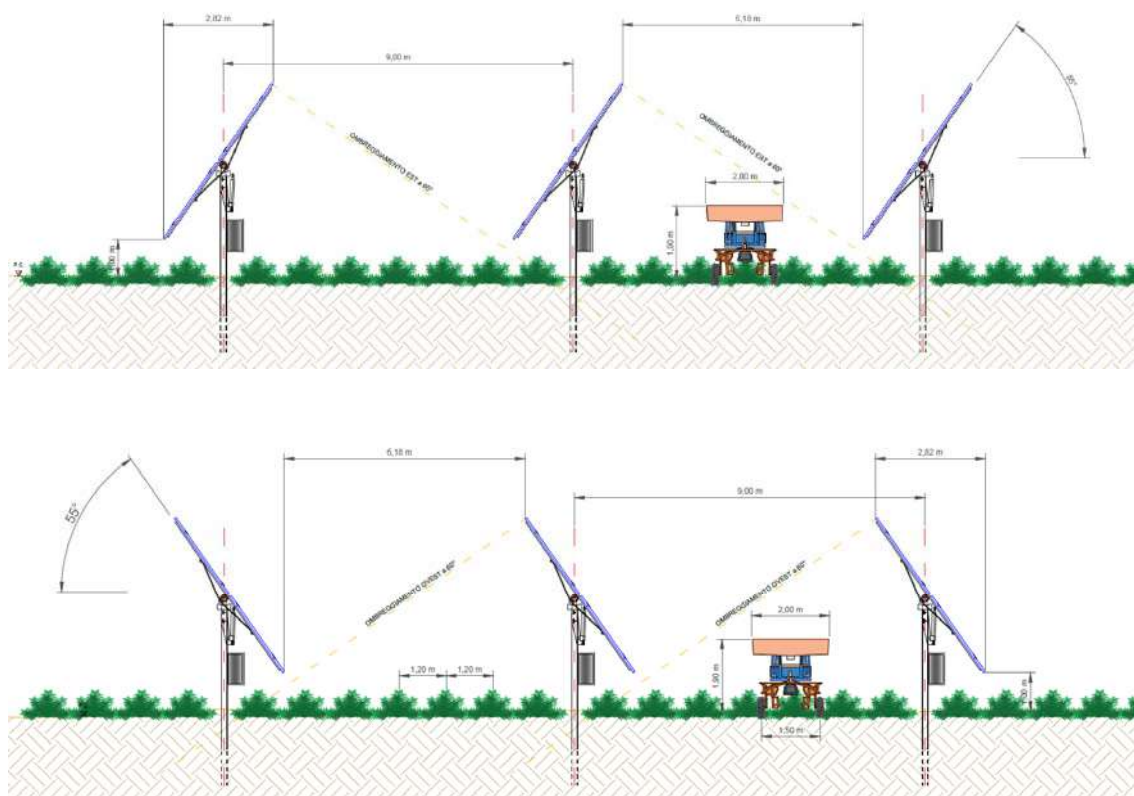 2,82 m
6,18 m
9,00 m
55°
OMBREGGIAMENTO EST a 60°
OMBREGGIAMENTO EST a 60°
2,00 m
1,90 m
6,18 m
2,82 m
9,00 m
55°
OMBREGGIAMENTO OVEST a 60°
OMBREGGIAMENTO OVEST a 60°
2,00 m
1,20 m
1,20 m
1,90 m
1,50 m